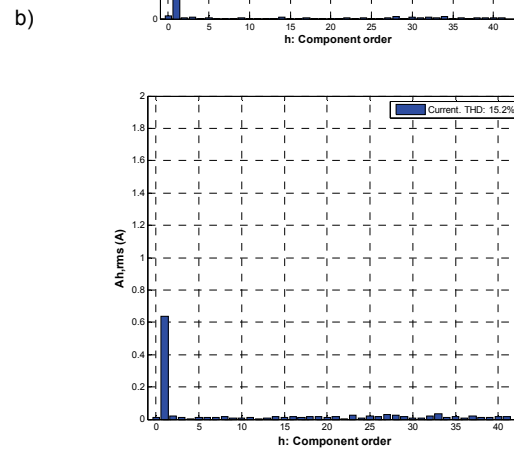 b)
0
0 5 10 15 20 25 30 35 40
h: Component order
2
Current. THD: 15.2%
1.8
1.6
1.4
1.2
Ah,rms (A)
1
0.8
0.6
0.4
0.2
0
0 5 10 15 20 25 30 35 40
h: Component order